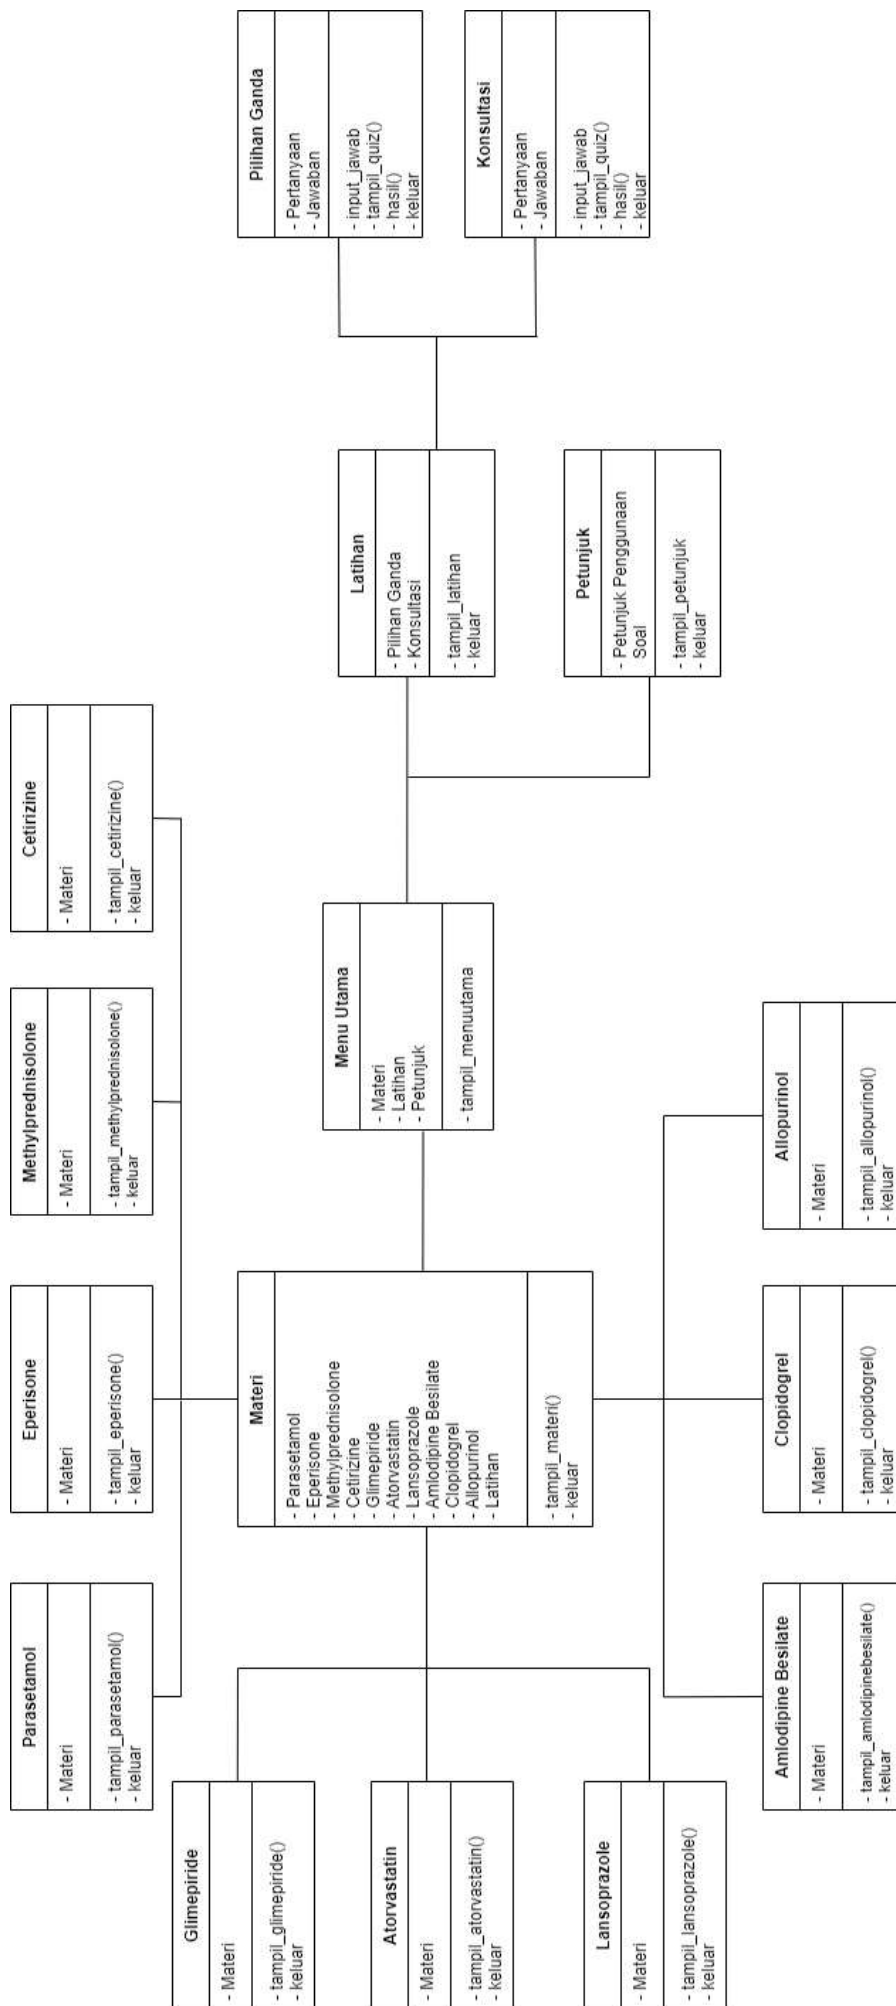 Parasetamol
- Materi
- tampil_parasetamol()
- keluar
Eperisone
- Materi
- tampil_eperisone()
- keluar
Methylprednisolone
- Materi
- tampil_methylprednisolone()
- keluar
Cetirizine
- Materi
- tampil_cetirizine()
- keluar
Glimepiride
- Materi
- tampil_glimepiride()
- keluar
Atorvastatin
- Materi
- tampil_atorvastatin()
- keluar
Lansoprazole
- Materi
- tampil_lansoprazole()
- keluar
Materi
- Parasetamol
- Eperisone
- Methylprednisolone
- Cetirizine
- Glimepiride
- Atorvastatin
- Lansoprazole
- Amlodipine Besilate
- Clopidogrel
- Allopurinol
- Latihan
- tampil_materi()
- keluar
Menu Utama
- Materi
- Latihan
- Petunjuk
- tampil_menuutama
Latihan
- Pilihan Ganda
- Konsultasi
- tampil_latihan
- keluar
Petunjuk
- Petunjuk Penggunaan
Soal
- tampil_petunjuk
- keluar
Pilihan Ganda
- Pertanyaan
- Jawaban
- input_jawab
- tampil_quiz()
- hasil()
- keluar
Konsultasi
- Pertanyaan
- Jawaban
- input_jawab
- tampil_quiz()
- hasil()
- keluar
Amlodipine Besilate
- Materi
- tampil_amlodipinebesilate()
- keluar
Clopidogrel
- Materi
- tampil_clopidogrel()
- keluar
Allopurinol
- Materi
- tampil_allopurinol()
- keluar